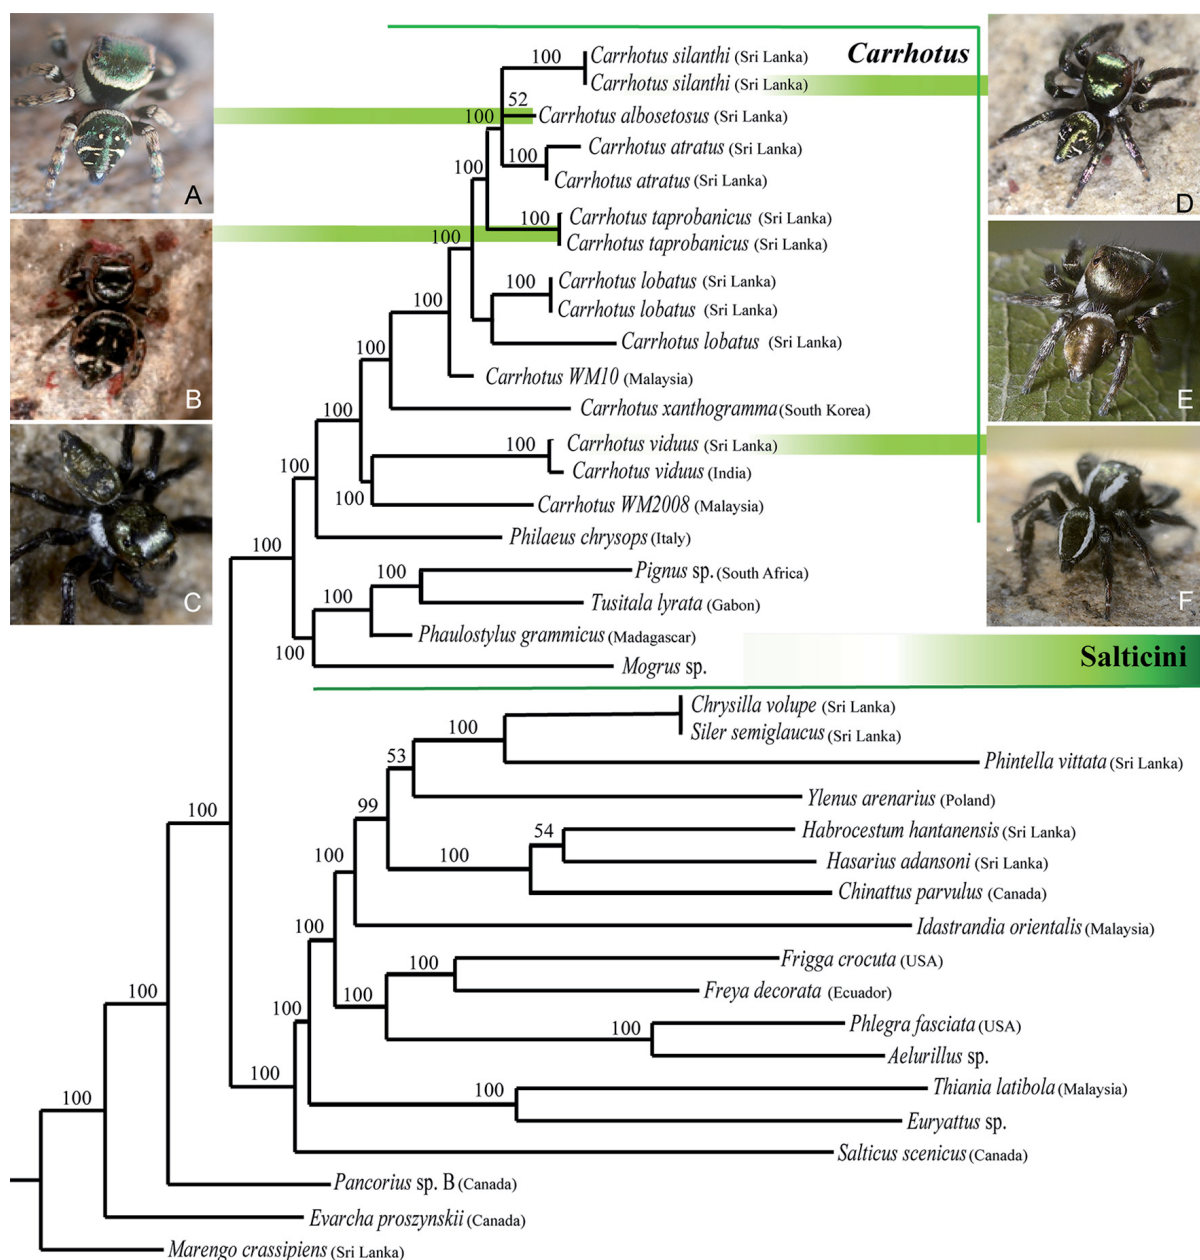 Carrhotus
100 Carrhotus silanthi (Sri Lanka)
Carrhotus silanthi (Sri Lanka)
52
100 Carrhotus albosetosus (Sri Lanka)
Carrhotus atratus (Sri Lanka)
100 100
Carrhotus atratus (Sri Lanka)
A
D
100 Carrhotus taprobanicus (Sri Lanka)
100 Carrhotus taprobanicus (Sri Lanka)
100 Carrhotus lobatus (Sri Lanka)
100 Carrhotus lobatus (Sri Lanka)
Carrhotus lobatus (Sri Lanka)
100
Carrhotus WM10 (Malaysia)
B
E
100 Carrhotus xanthogramma (South Korea)
100 Carrhotus viduus (Sri Lanka)
100 Carrhotus viduus (India)
100 Carrhotus WM2008 (Malaysia)
Philaeus chrysops (Italy)
100
100 Pignus sp. (South Africa)
100 Tusitala lyrata (Gabon)
C
F
Phaulostylus grammicus (Madagascar)
100 Mogrus sp.
Salticini
Chrysilla volupe (Sri Lanka)
100 Siler semiglaucus (Sri Lanka)
53 Phintella vittata (Sri Lanka)
Ylenus arenarius (Poland)
99
54 Habrocestum hantanensis (Sri Lanka)
100 100 Hasarius adansoni (Sri Lanka)
Chinattus parvulus (Canada)
100 Idastrandia orientalis (Malaysia)
100 Frigga crocuta (USA)
100 Freya decorata (Ecuador)
100 100 Phlegra fasciata (USA)
Aelurillus sp.
100 100 Thiania latibola (Malaysia)
Euryattus sp.
Salticus scenicus (Canada)
100
100
100
Pancorius sp. B (Canada)
Evarcha proszynskii (Canada)
Marengo crassipiens (Sri Lanka)